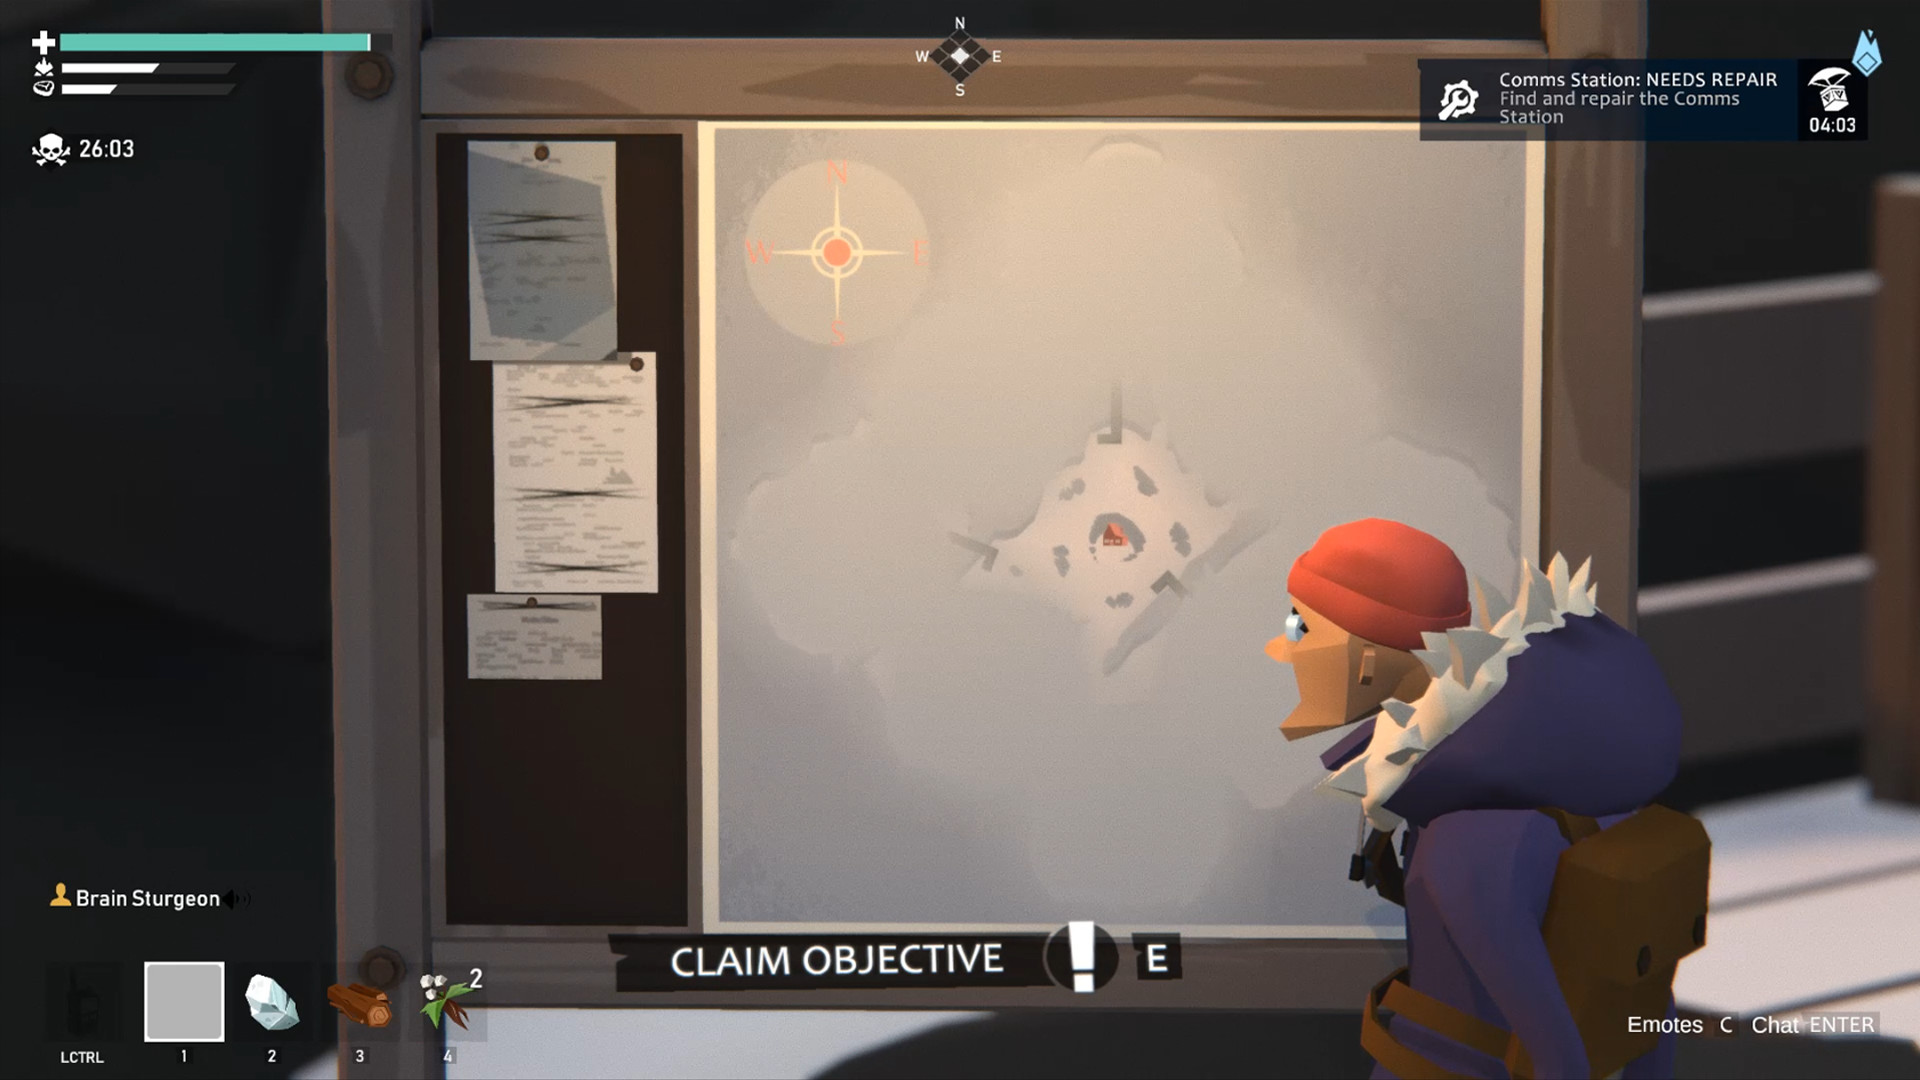 N
W E
S
Comms Station: NEEDS REPAIR
Find and repair the Comms
Station
04:03
26:03
N
W E
S
Brain Sturgeon
CLAIM OBJECTIVE ! E
2
LCTRL 1 2 3 4
Emotes C Chat ENTER